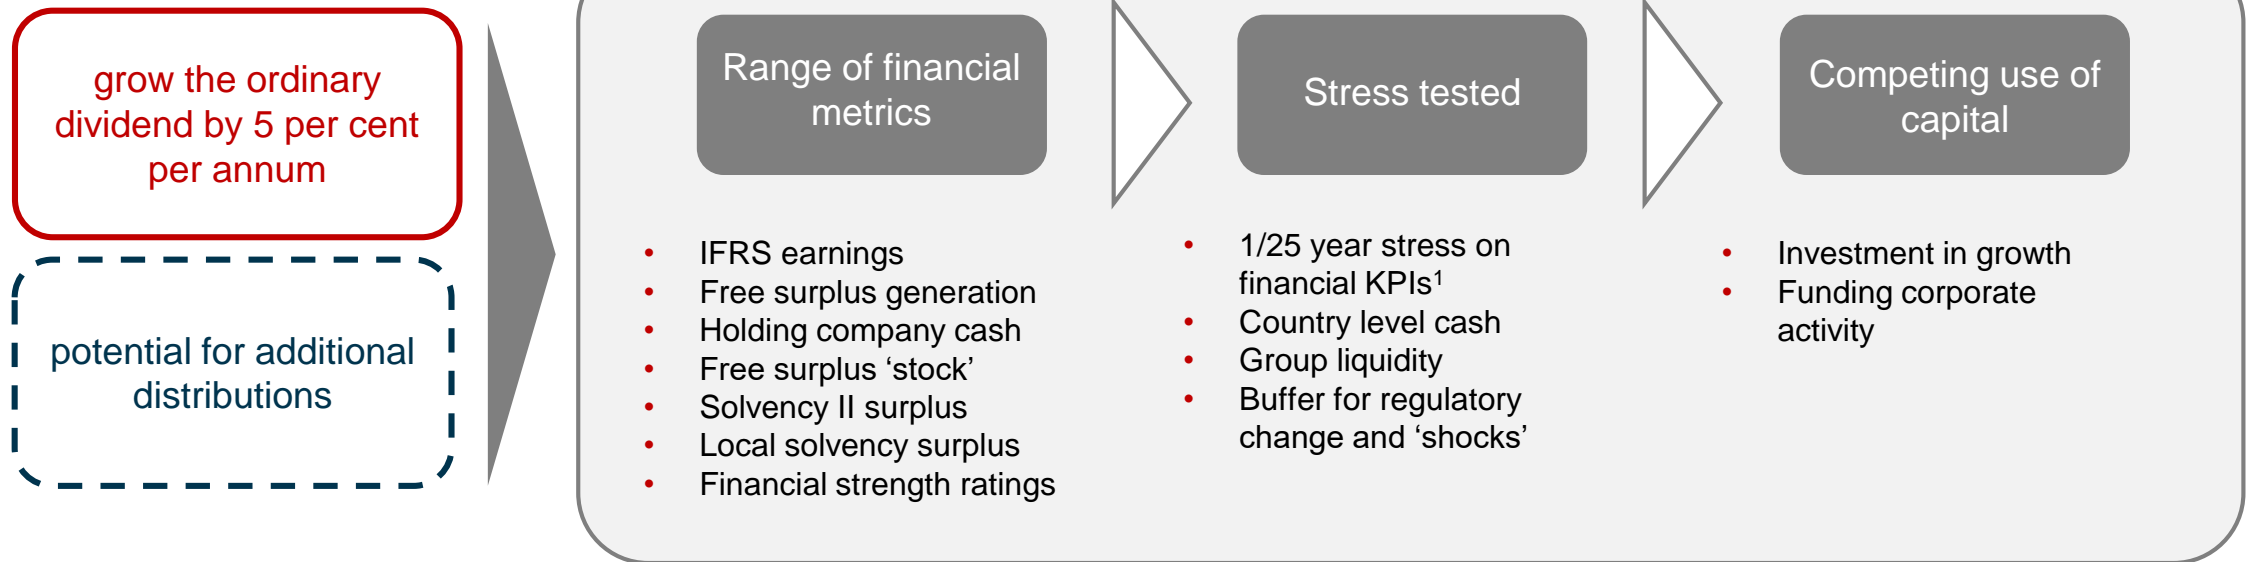 grow the ordinary
dividend by 5 per cent
per annum
potential for additional
distributions
Range of financial
metrics
• IFRS earnings
• Free surplus generation
• Holding company cash
• Free surplus ‘stock’
• Solvency II surplus
• Local solvency surplus
• Financial strength ratings
Stress tested
• 1/25 year stress on
financial KPIs¹
• Country level cash
• Group liquidity
• Buffer for regulatory
change and ‘shocks’
Competing use of
capital
• Investment in growth
• Funding corporate
activity